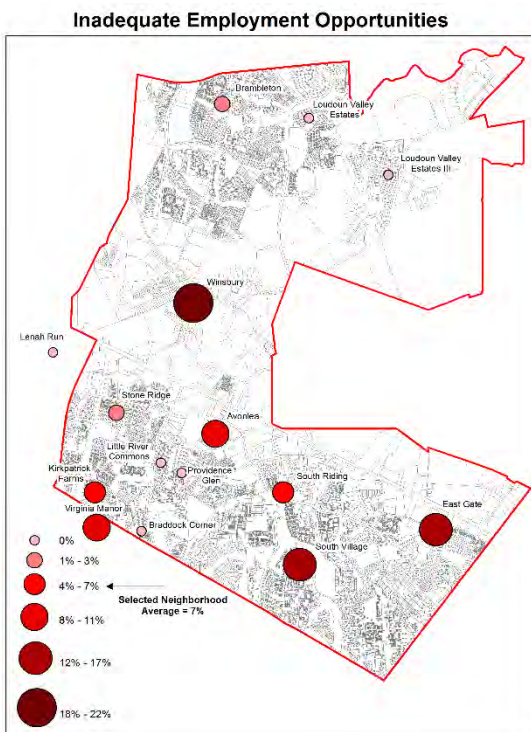 Inadequate Employment Opportunities
Brambleton
Loudoun Valley
Estates
Loudoun Valley
Estates III
Winsbury
Lenah Run
Stone Ridge
Avonlea
Little River
Commons
Providence
Glen
Kirkpatrick
Farms
South Riding
East Gate
Virginia Manor
Braddock Corner
South Village
0%
1% - 3%
4% - 7%
Selected Neighborhood
Average = 7%
8% - 11%
12% - 17%
18% - 22%